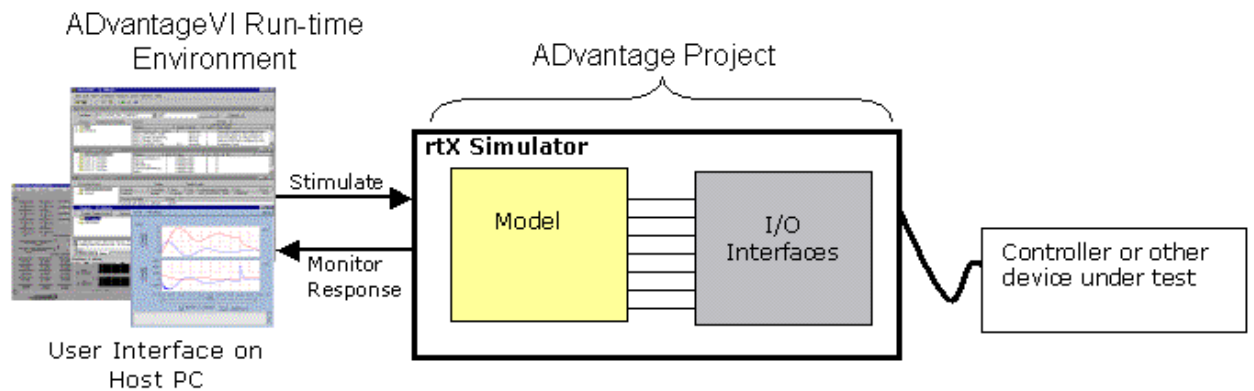 ADvantageVI Run-time
Environment
ADvantage Project
rtX Simulator
Stimulate
Model
I/O
Interfaces
Monitor
Response
Controller or other
device under test
User Interface on
Host PC